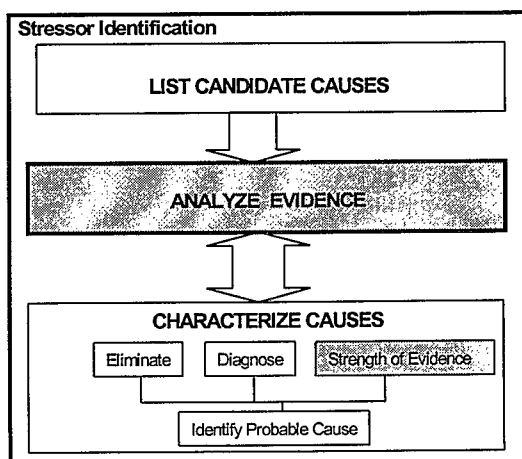 Stressor Identification
LIST CANDIDATE CAUSES
ANALYZE EVIDENCE
CHARACTERIZE CAUSES
Eliminate Diagnose Strength of Evidence
Identify Probable Cause